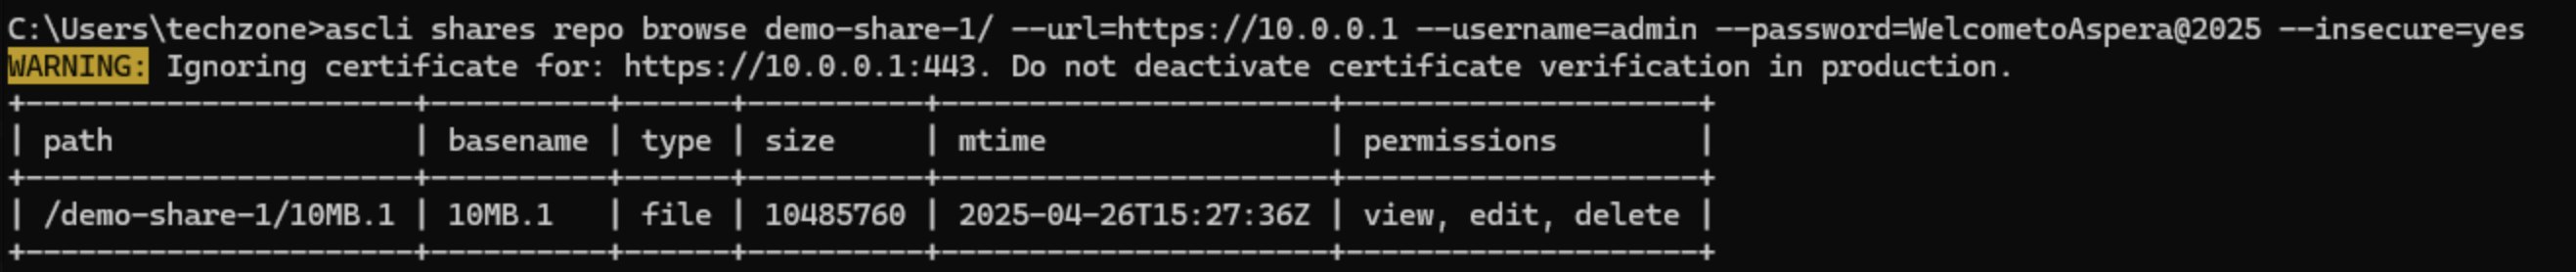 C:\Users\techzone>ascli shares repo browse demo-share-1/ --url=https://10.0.0.1 --username=admin --password=WelcometoAspera@2025 --insecure=yes
WARNING: Ignoring certificate for: https://10.0.0.1:443. Do not deactivate certificate verification in production.
+----------------------+----------+------+----------+----------------------+--------------------+
| path                 | basename | type | size     | mtime                | permissions        |
+----------------------+----------+------+----------+----------------------+--------------------+
| /demo-share-1/10MB.1 | 10MB.1   | file | 10485760 | 2025-04-26T15:27:36Z | view, edit, delete |
+----------------------+----------+------+----------+----------------------+--------------------+